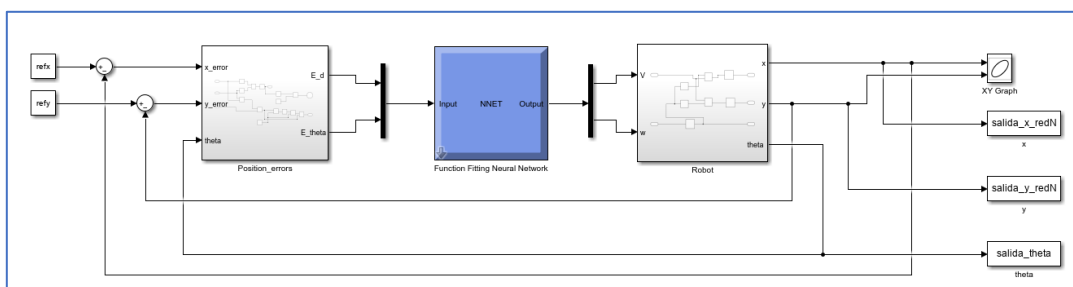 refx
refy
+
-
+
-
x_error
y_error
theta
E_d
E_theta
Position_errors
Input
NNET
Output
Function Fitting Neural Network
V
w
x
y
theta
Robot
XY Graph
salida_x_redN
x
salida_y_redN
y
salida_theta
theta